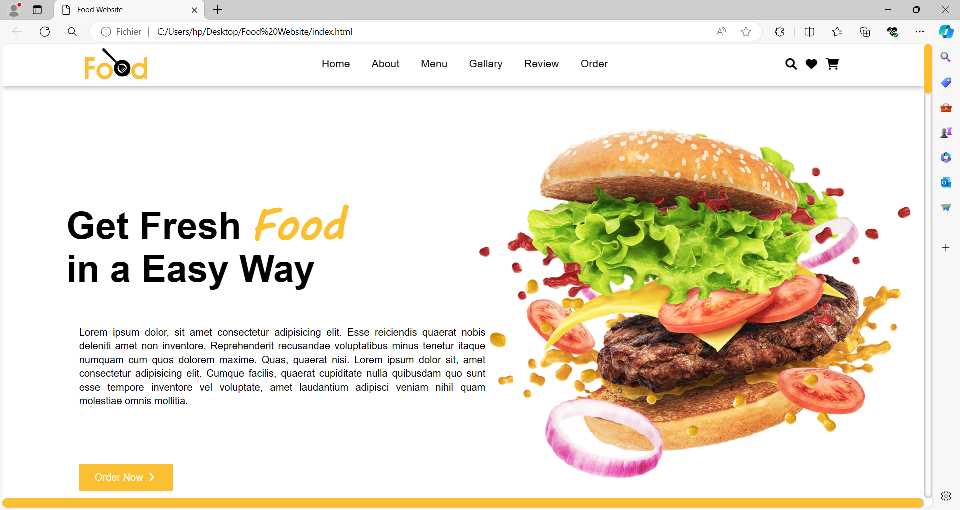 Food Website
Fichier | C:/Users/hp/Desktop/Food%20Website/index.html
Food
Home About Menu Gallary Review Order
Get Fresh Food
in a Easy Way
Lorem ipsum dolor, sit amet consectetur adipisicing elit. Esse reiciendis quaerat nobis
deleniti amet non inventore. Reprehenderit recusandae voluptatibus minus tenetur itaque
numquam cum quos dolorem maxime. Quas, quaerat nisi. Lorem ipsum dolor sit, amet
consectetur adipisicing elit. Cumque facilis, quaerat cupiditate nulla quibusdam quo sunt
esse tempore inventore vel voluptate, amet laudantium adipisci veniam nihil quam
molestiae omnis mollitia.
Order Now